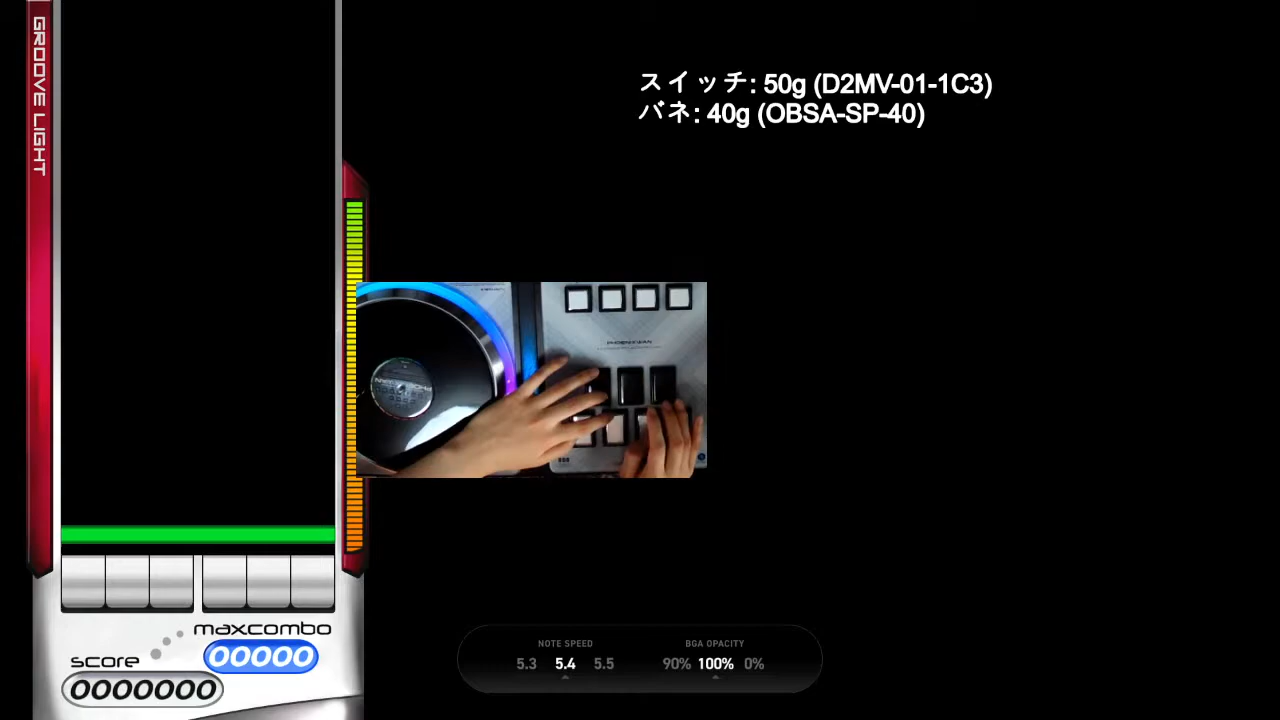 GROOVE LIGHT
スイッチ: 50g (D2MV-01-1C3)
バネ: 40g (OBSA-SP-40)
PHOENIXWAN
maxcombo
00000
score
0000000
NOTE SPEED
5.3 5.4 5.5
BGA OPACITY
90% 100% 0%